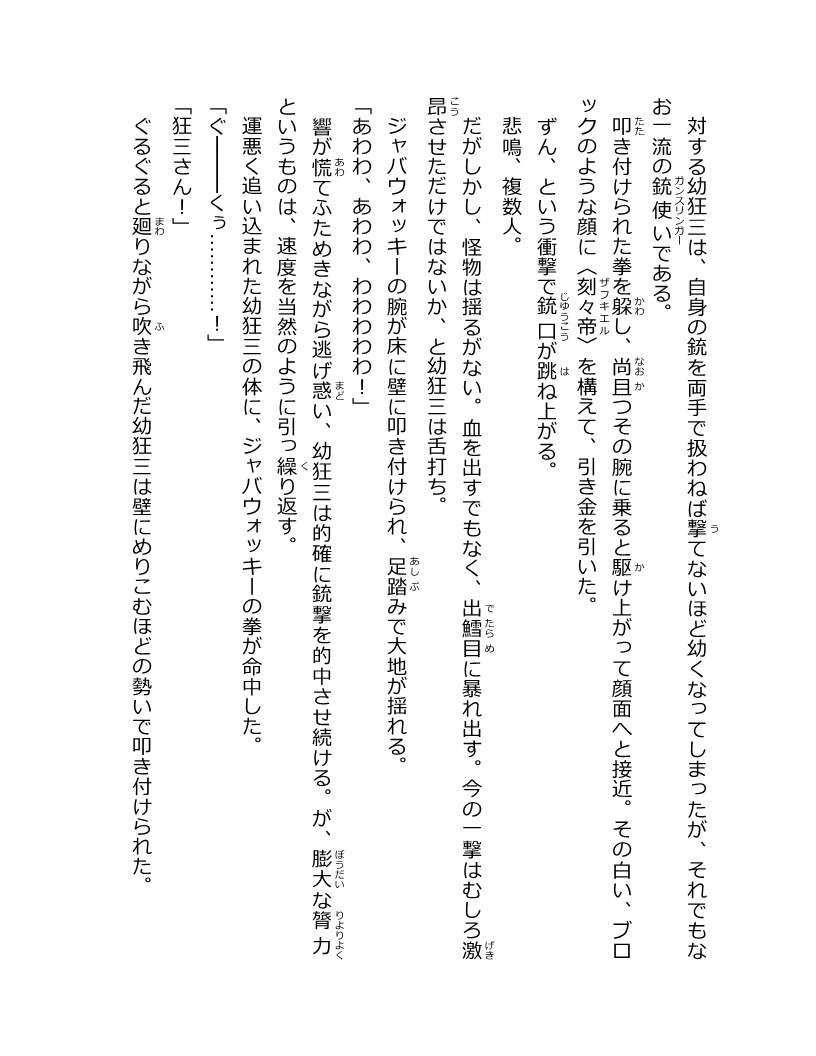 対する幼狂三は、自身の銃を両手で扱わねば撃てないほど幼くなってしまったが、それでもな
お一流の銃使いである。
叩き付けられた拳を躱し、尚且つその腕に乗ると駆け上がって顔面へと接近。その白い、ブロ
ックのような顔に〈刻々帝〉を構えて、引き金を引いた。
ずん、という衝撃で銃口が跳ね上がる。
悲鳴、複数人。
だがしかし、怪物は揺るがない。血を出すでもなく、出鱈目に暴れ出す。今の一撃はむしろ激
昂させただけではないか、と幼狂三は舌打ち。
ジャバウォッキーの腕が床に壁に叩き付けられ、足踏みで大地が揺れる。
「あわわ、あわわ、わわわわわ！」
響が慌てふためきながら逃げ惑い、幼狂三は的確に銃撃を的中させ続ける。が、膨大な膂力
というものは、速度を当然のように引っ繰り返す。
運悪く追い込まれた幼狂三の体に、ジャバウォッキーの拳が命中した。
「ぐ――くぅ…………！」
「狂三さん！」
ぐるぐると廻りながら吹き飛んだ幼狂三は壁にめりこむほどの勢いで叩き付けられた。